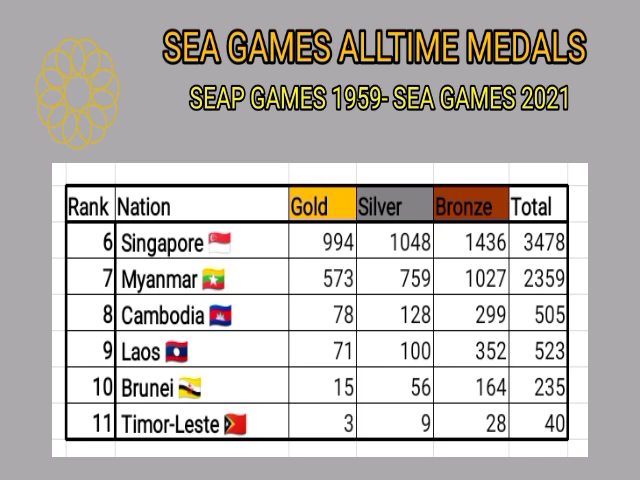 SEA GAMES ALLTIME MEDALS
SEAP GAMES 1959- SEA GAMES 2021
Rank Nation Gold Silver Bronze Total
6 Singapore 994 1048 1436 3478
7 Myanmar 573 759 1027 2359
8 Cambodia 78 128 299 505
9 Laos 71 100 352 523
10 Brunei 15 56 164 235
11 Timor-Leste 3 9 28 40